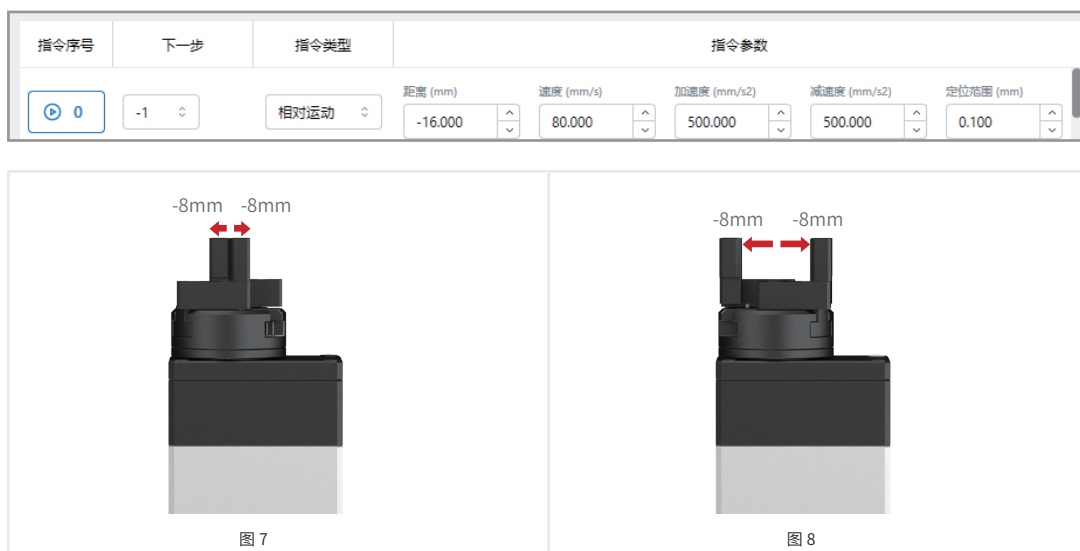 指令序号 下一步 指令类型 指令参数
距离 (mm) 速度 (mm/s) 加速度 (mm/s2) 减速度 (mm/s2) 定位范围 (mm)
0 -1 相对运动 -16.000 80.000 500.000 500.000 0.100
-8mm -8mm
-8mm -8mm
图 7
图 8